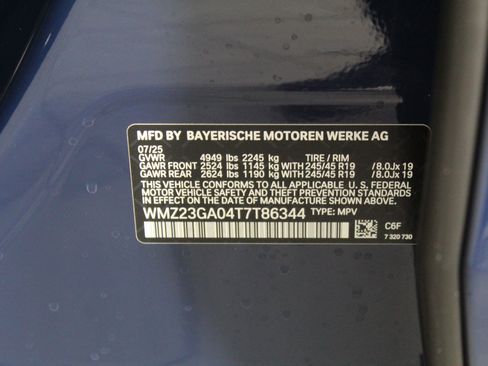 MFD BY BAYERISCHE MOTOREN WERKE AG
07/25
GVWR 4949 lbs 2245 kg TIRE / RIM
GAWR FRONT 2524 lbs 1145 kg WITH 245/45 R19 / 8.0Jx 19
GAWR REAR 2624 lbs 1190 kg WITH 245/45 R19 / 8.0Jx 19
THIS VEHICLE CONFORMS TO ALL APPLICABLE U.S. FEDERAL
MOTOR VEHICLE SAFETY AND THEFT PREVENTION STANDARDS
IN EFFECT ON THE DATE OF MANUFACTURE SHOWN ABOVE.
WMZ23GA04T7T86344 TYPE: MPV
C6F
7 320 730